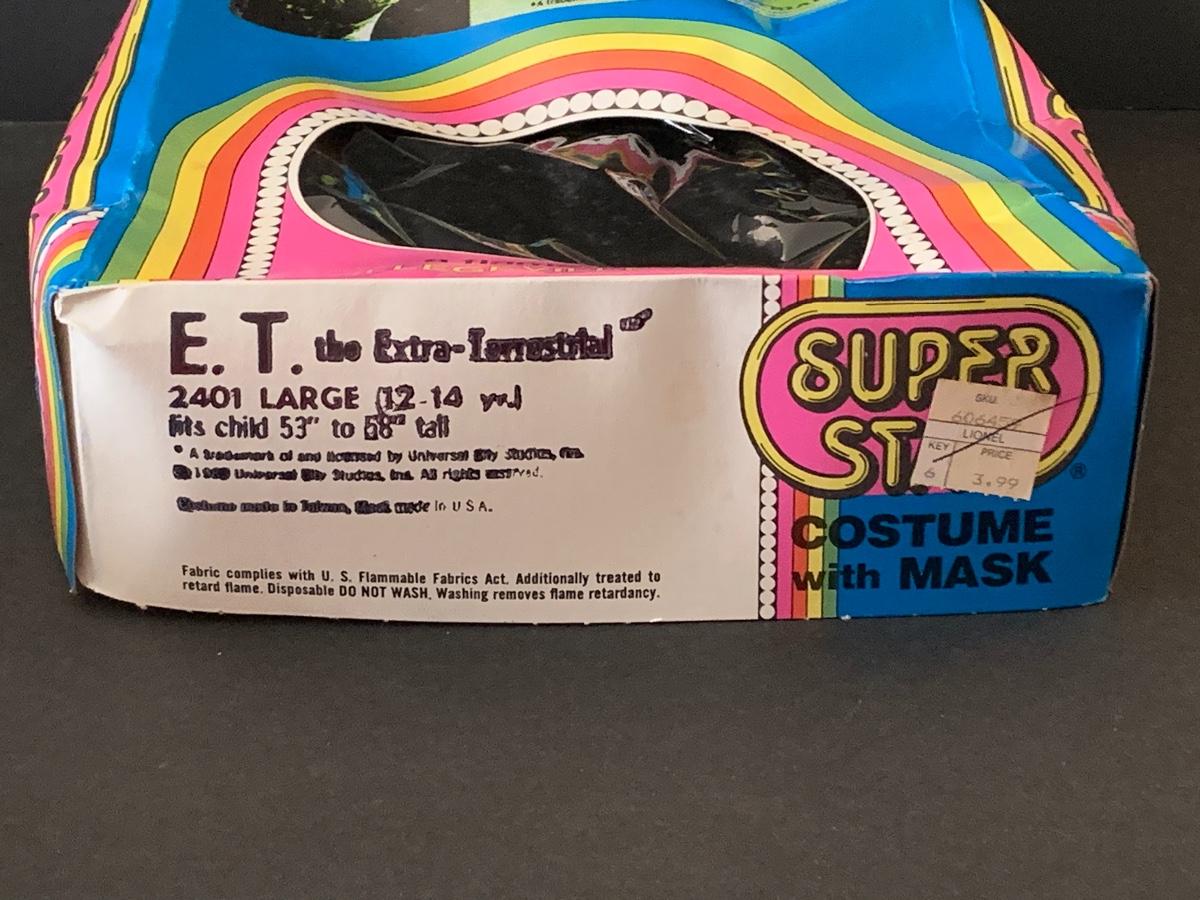 E. T. the Extra-Terrestrial
2401 LARGE (12-14 yrs.)
fits child 53" to 58" tall
* A trademark of and licensed by Universal City Studios, Inc.
© Universal City Studios, Inc. All rights reserved.
Costume made in Taiwan, Mask made in U S A.
Fabric complies with U. S. Flammable Fabrics Act. Additionally treated to
retard flame. Disposable DO NOT WASH. Washing removes flame retardancy.
SUPER
®
SKU.
LIONEL
KEY PRICE
6 3.99
COSTUME
with MASK